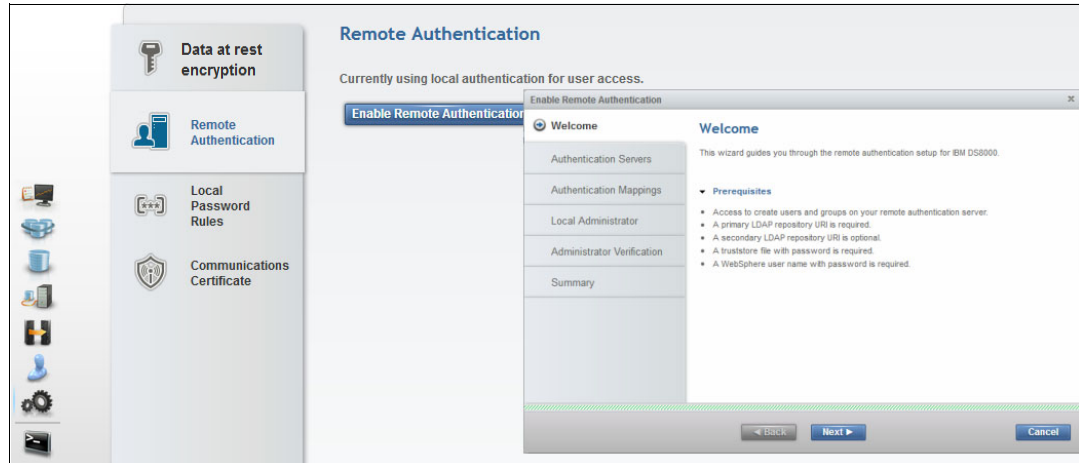 Data at rest
encryption
Remote
Authentication
Local
Password
Rules
Communications
Certificate
Remote Authentication
Currently using local authentication for user access.
Enable Remote Authentication
Enable Remote Authentication
x
Welcome
Authentication Servers
Authentication Mappings
Local Administrator
Administrator Verification
Summary
Welcome
This wizard guides you through the remote authentication setup for IBM DS8000.
Prerequisites
Access to create users and groups on your remote authentication server.
A primary LDAP repository URI is required.
A secondary LDAP repository URI is optional.
A truststore file with password is required.
A WebSphere user name with password is required.
Back
Next
Cancel